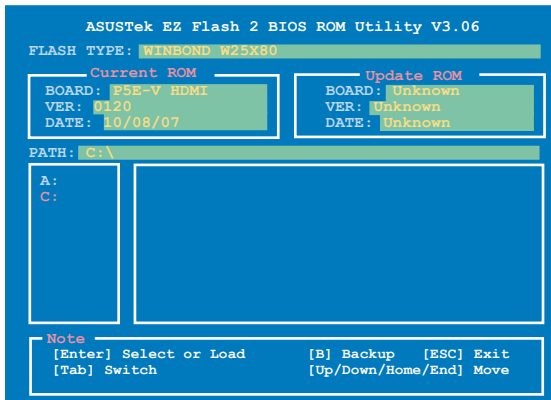 ASUSTek EZ Flash 2 BIOS ROM Utility V3.06
FLASH TYPE: WINBOND W25X80
Current ROM
BOARD: P5E-V HDMI
VER: 0120
DATE: 10/08/07
Update ROM
BOARD: Unknown
VER: Unknown
DATE: Unknown
PATH: C:\
A:
C:
Note
[Enter] Select or Load [B] Backup [ESC] Exit
[Tab] Switch [Up/Down/Home/End] Move